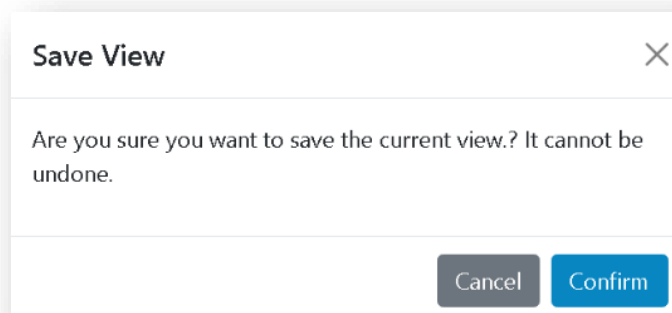 Save View
Are you sure you want to save the current view.? It cannot be
undone.
Cancel
Confirm